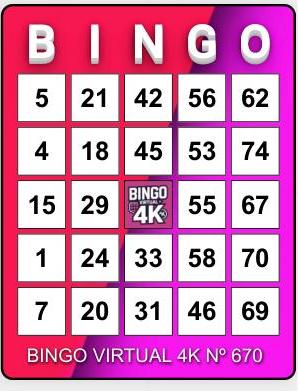 B I N G O
5 21 42 56 62
4 18 45 53 74
15 29 BINGO VIRTUAL 4K 55 67
1 24 33 58 70
7 20 31 46 69
BINGO VIRTUAL 4K Nº 670